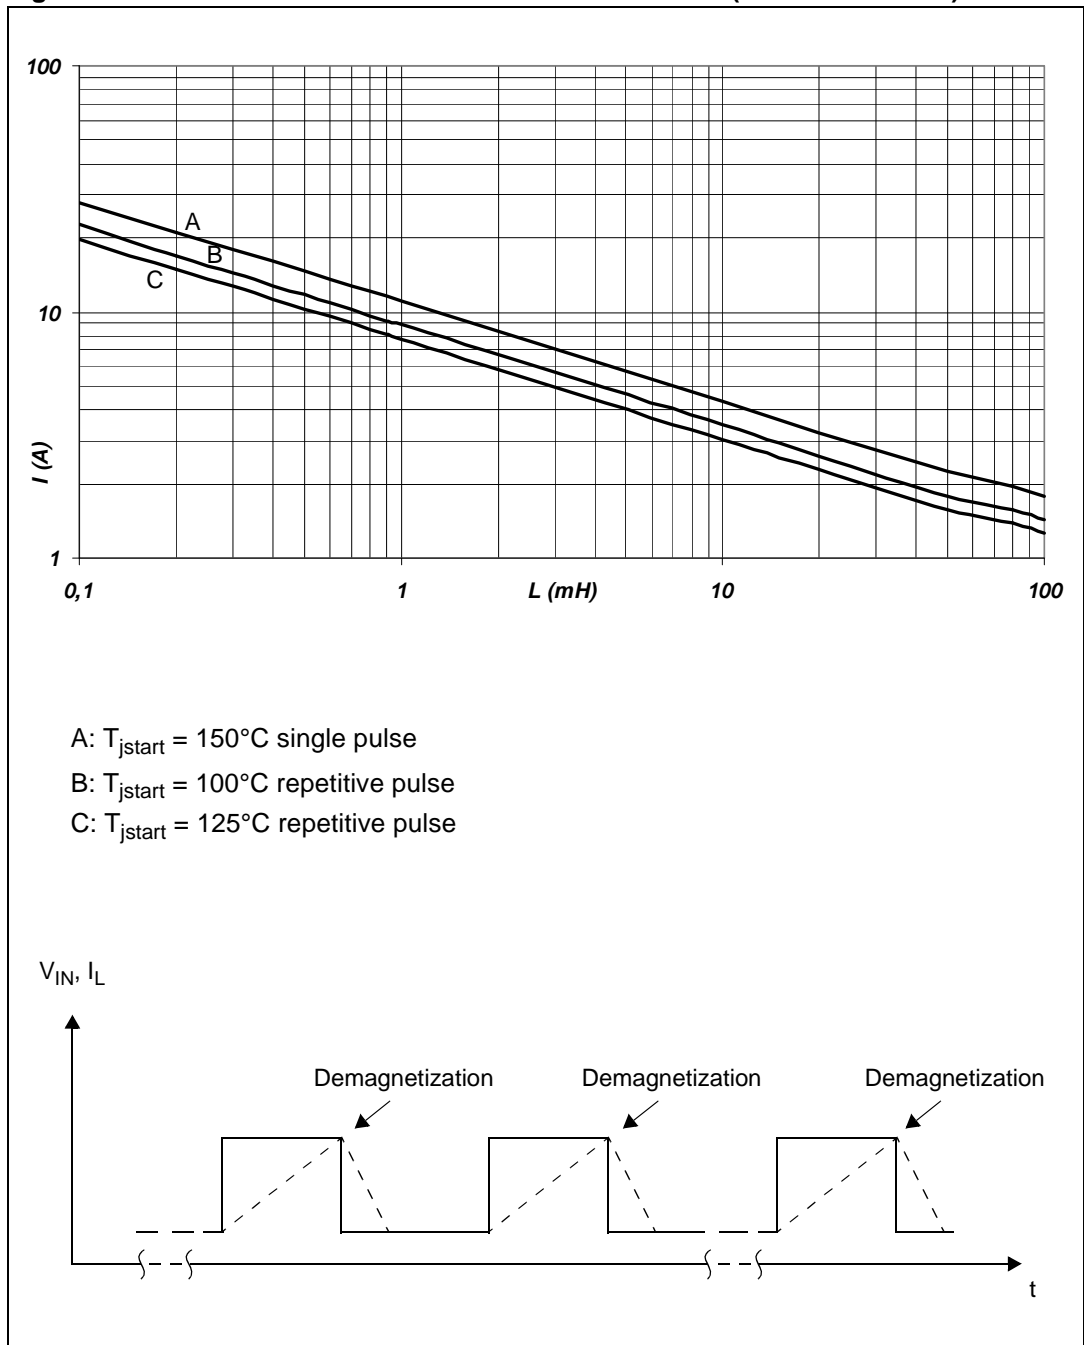 100
A
B
C
10
I (A)
1
0,1 1 L (mH) 10 100
A: Tjstart = 150°C single pulse
B: Tjstart = 100°C repetitive pulse
C: Tjstart = 125°C repetitive pulse
VIN, IL
Demagnetization Demagnetization Demagnetization
t